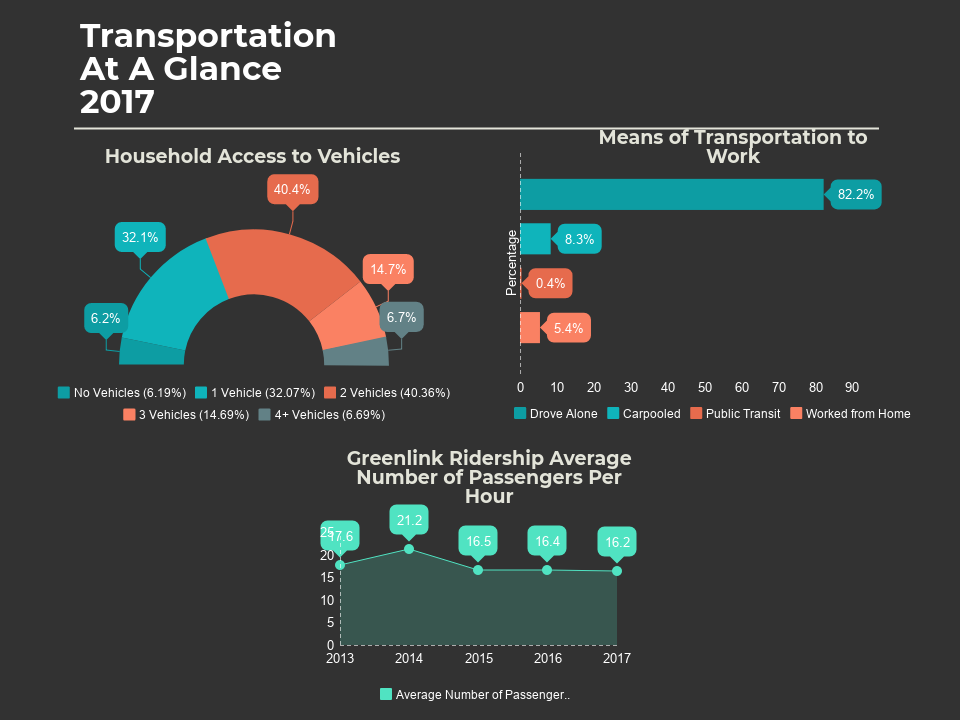 Transportation
At A Glance
2017
Household Access to Vehicles
40.4%
32.1%
14.7%
6.2%
6.7%
No Vehicles (6.19%) 1 Vehicle (32.07%) 2 Vehicles (40.36%)
3 Vehicles (14.69%) 4+ Vehicles (6.69%)
Means of Transportation to
Work
Percentage
82.2%
8.3%
0.4%
5.4%
0 10 20 30 40 50 60 70 80 90
Drove Alone Carpooled Public Transit Worked from Home
Greenlink Ridership Average
Number of Passengers Per
Hour
17.6 21.2 16.5 16.4 16.2
25
20
15
10
5
0
2013 2014 2015 2016 2017
Average Number of Passenger..